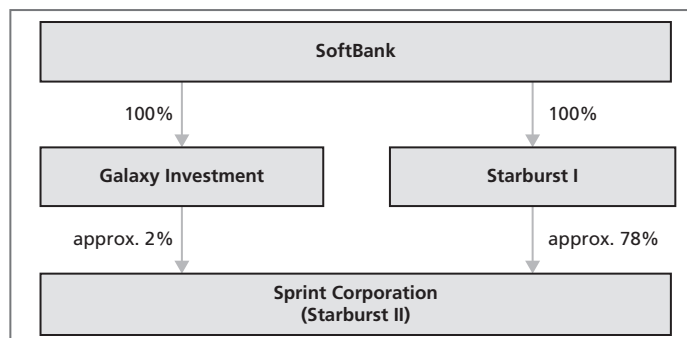 SoftBank
100% 100%
Galaxy Investment Starburst I
approx. 2% approx. 78%
Sprint Corporation
(Starburst II)